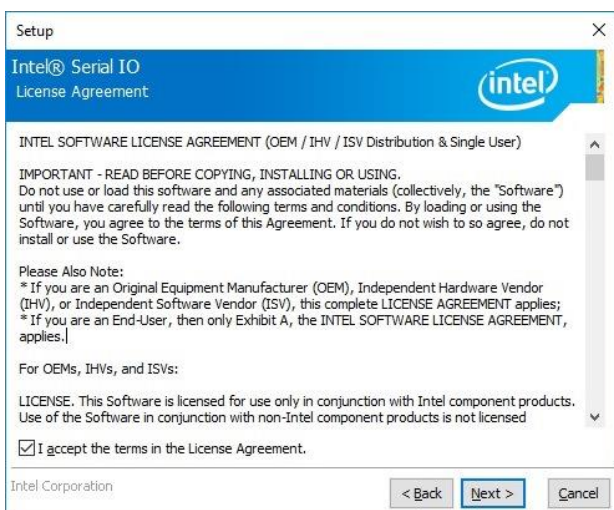 Setup
Intel® Serial IO
License Agreement
intel
INTEL SOFTWARE LICENSE AGREEMENT (OEM / IHV / ISV Distribution & Single User)
IMPORTANT - READ BEFORE COPYING, INSTALLING OR USING.
Do not use or load this software and any associated materials (collectively, the "Software")
until you have carefully read the following terms and conditions. By loading or using the
Software, you agree to the terms of this Agreement. If you do not wish to so agree, do not
install or use the Software.
Please Also Note:
* If you are an Original Equipment Manufacturer (OEM), Independent Hardware Vendor
(IHV), or Independent Software Vendor (ISV), this complete LICENSE AGREEMENT applies;
* If you are an End-User, then only Exhibit A, the INTEL SOFTWARE LICENSE AGREEMENT,
applies.
For OEMs, IHVs, and ISVs:
LICENSE. This Software is licensed for use only in conjunction with Intel component products.
Use of the Software in conjunction with non-Intel component products is not licensed
I accept the terms in the License Agreement.
Intel Corporation
< Back Next > Cancel